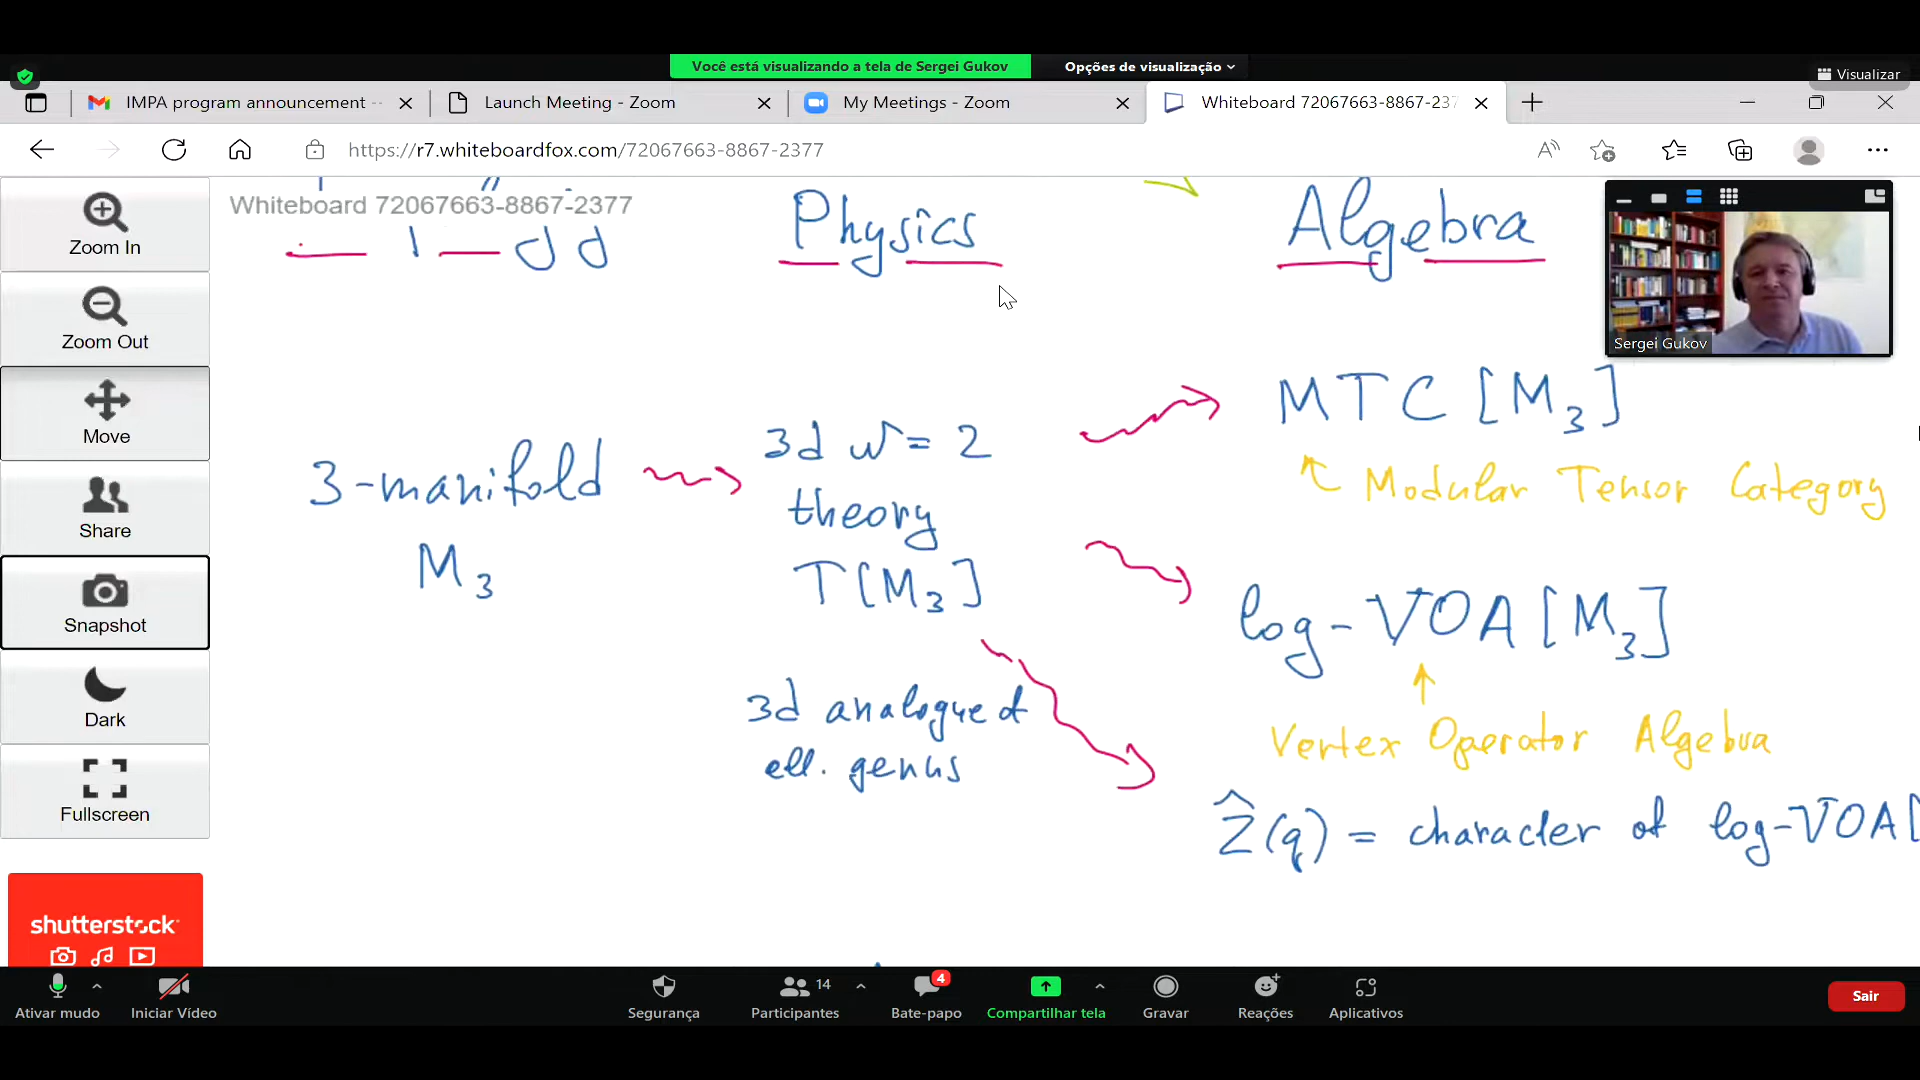 Você está visualizando a tela de Sergei Gukov
Opções de visualização
Visualizar
IMPA program announcement -
Launch Meeting - Zoom
My Meetings - Zoom
Whiteboard 72067663-8867-237
https://r7.whiteboardfox.com/72067663-8867-2377
Whiteboard 72067663-8867-2377
Zoom In
Zoom Out
Move
Share
Snapshot
Dark
Fullscreen
shutterstock
Physics
Algebra
Sergei Gukov
3-manifold
M₃
3d 𝒩 = 2
theory
T[M₃]
3d analogue of
ell. genus
MTC [M₃]
Modular Tensor Category
log-VOA [M₃]
Vertex Operator Algebra
Ẑ(q) = character of log-VOA[
Ativar mudo
Iniciar Vídeo
Segurança
Participantes
14
Bate-papo
4
Compartilhar tela
Gravar
Reações
Aplicativos
Sair